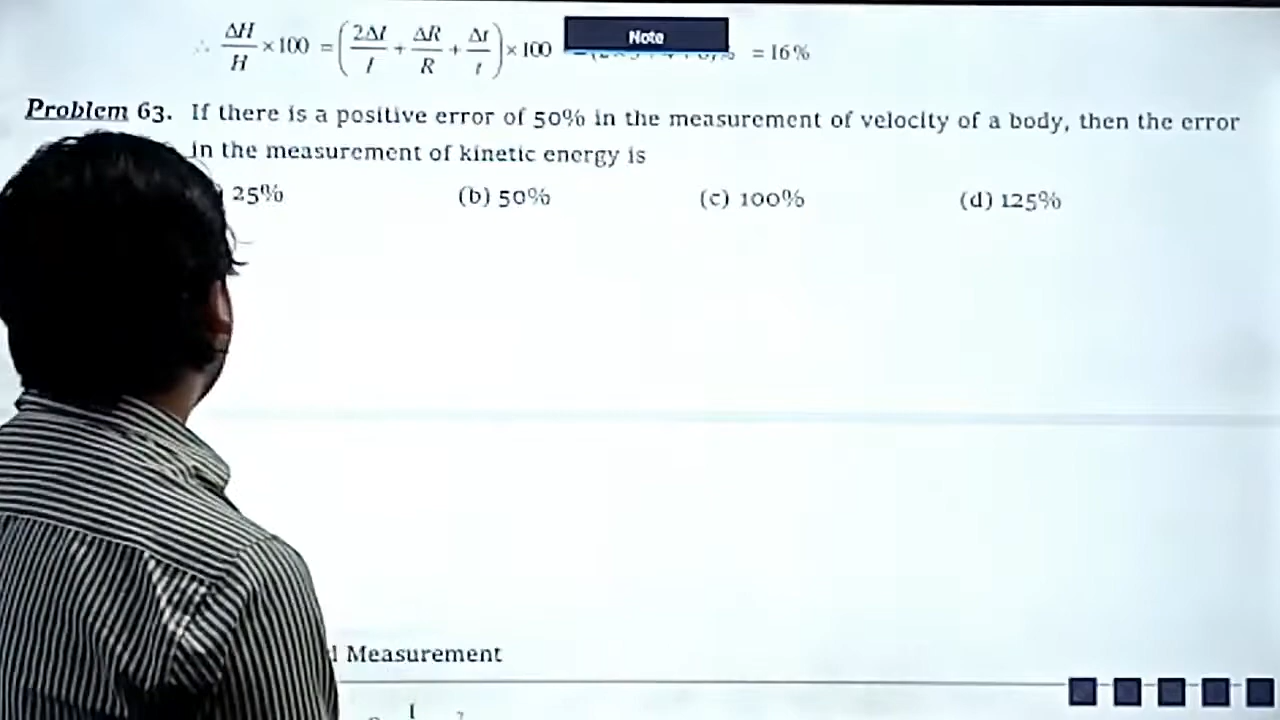 ∴ ΔH/H ×100 = (2ΔI/I + ΔR/R + Δt/t) × 100 = 16%
Note
Problem 63. If there is a positive error of 50% in the measurement of velocity of a body, then the error
in the measurement of kinetic energy is
25% (b) 50% (c) 100% (d) 125%
Measurement
1 2